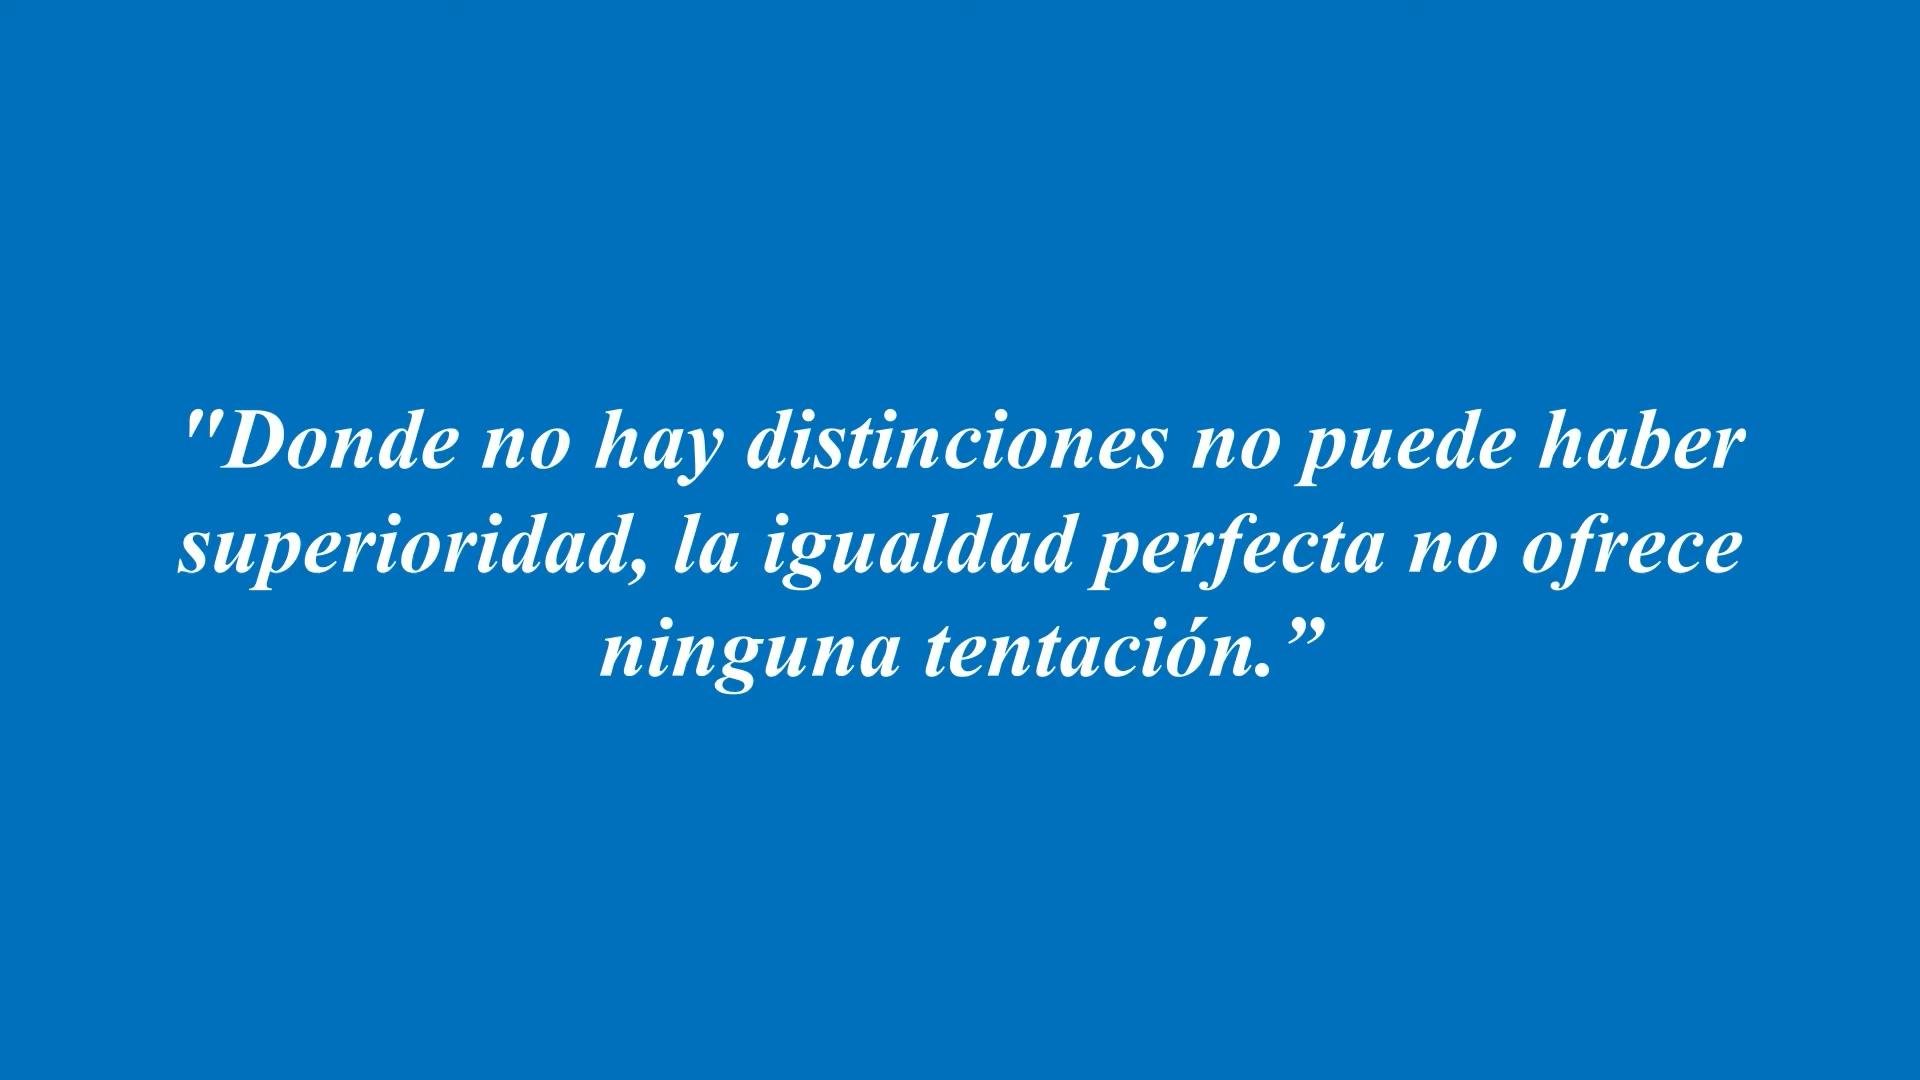 "Donde no hay distinciones no puede haber
superioridad, la igualdad perfecta no ofrece
ninguna tentación.”